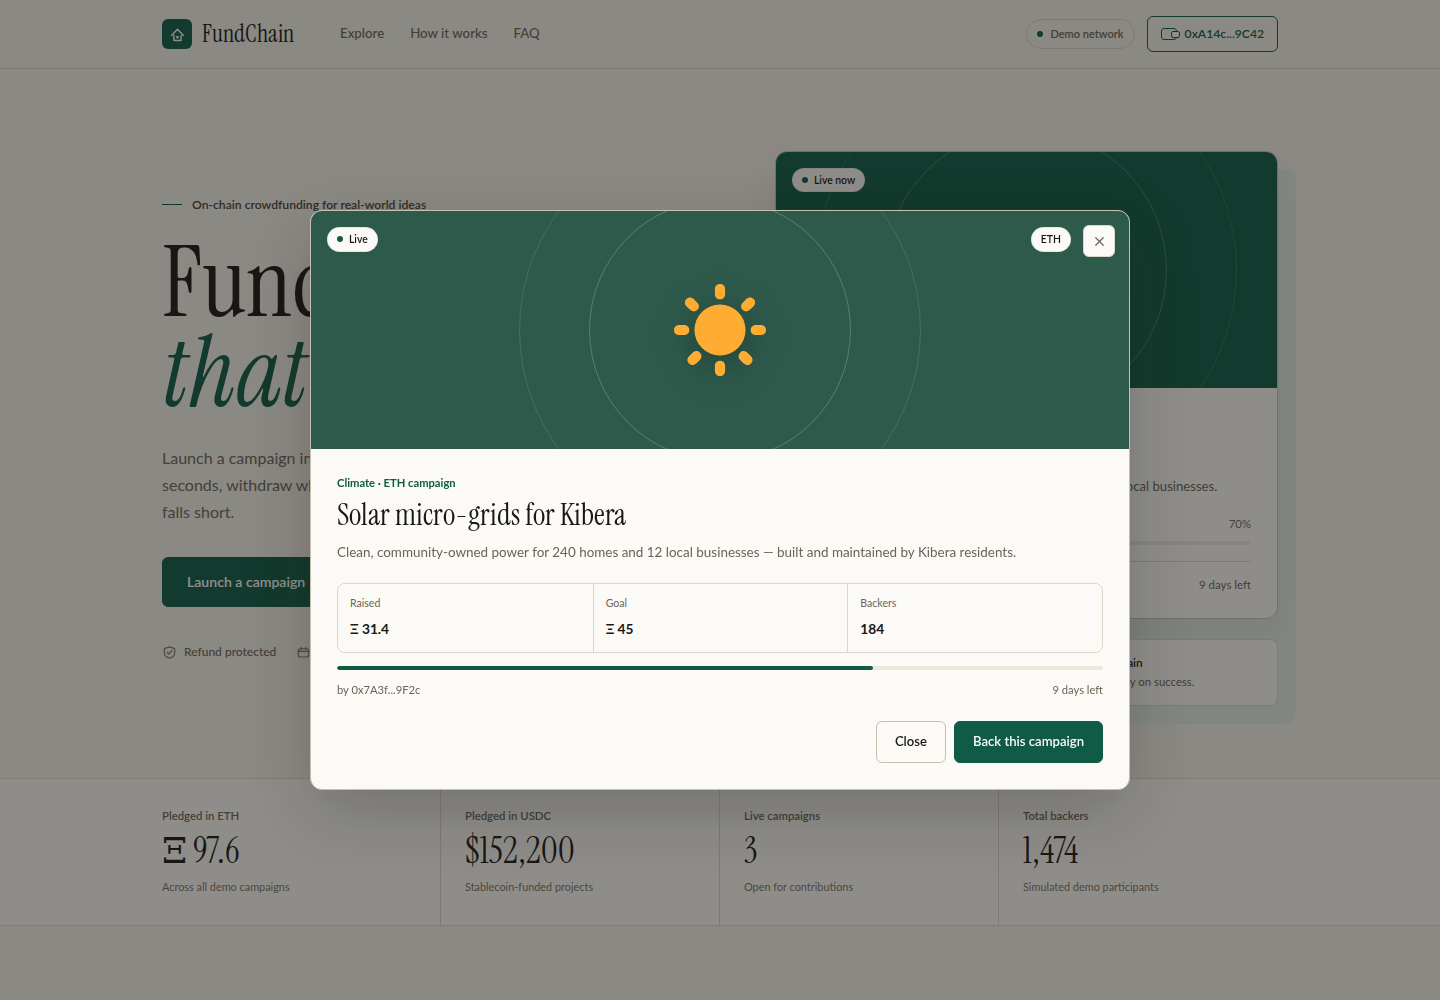 FundChain
Explore
How it works
FAQ
Demo network
0xA14c...9C42
On-chain crowdfunding for real-world ideas
Live now
Fund
that
Launch a campaign in
seconds, withdraw
falls short.
Launch a campaign
Refund protected
local businesses.
70%
9 days left
y on success.
Live
ETH
Climate · ETH campaign
Solar micro-grids for Kibera
Clean, community-owned power for 240 homes and 12 local businesses — built and maintained by Kibera residents.
Raised
Ξ 31.4
Goal
Ξ 45
Backers
184
by 0x7A3f...9F2c
9 days left
Close
Back this campaign
Pledged in ETH
Ξ 97.6
Across all demo campaigns
Pledged in USDC
$152,200
Stablecoin-funded projects
Live campaigns
3
Open for contributions
Total backers
1,474
Simulated demo participants